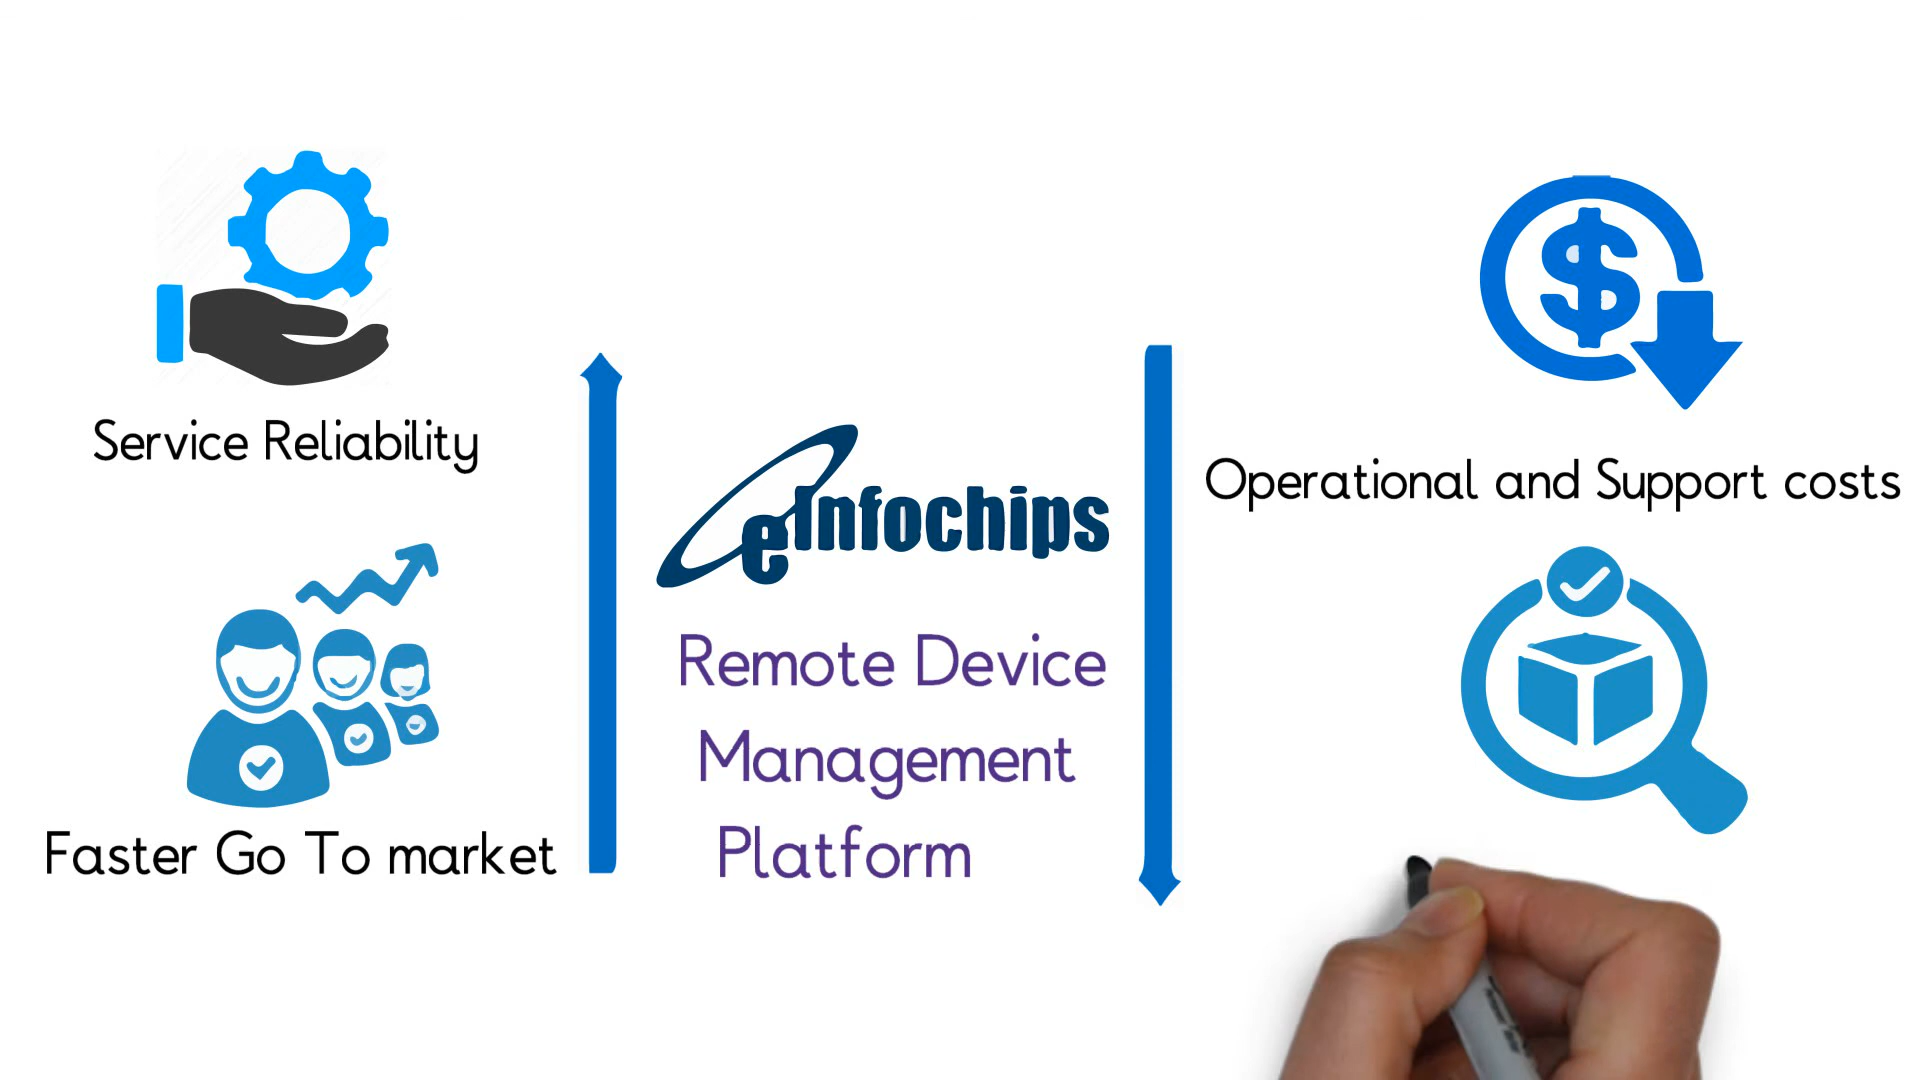 Service Reliability
Faster Go To market
eInfochips
Remote Device
Management
Platform
Operational and Support costs